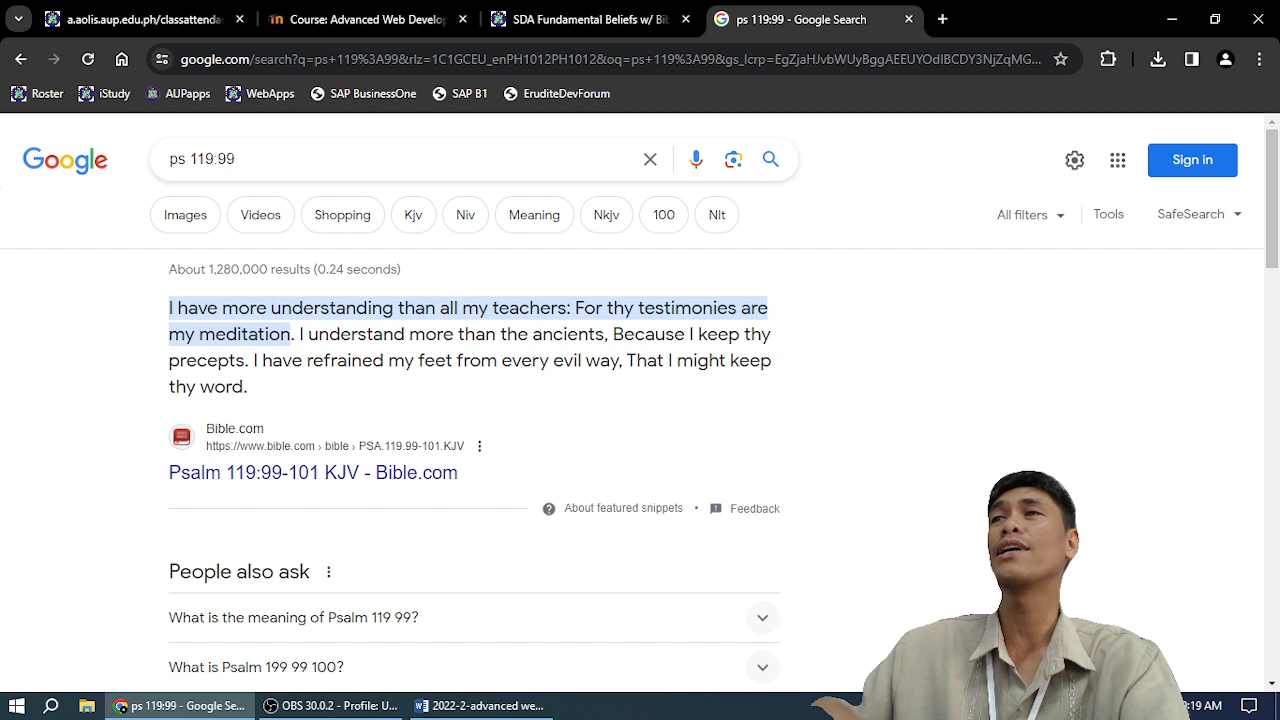 a.aolis.aup.edu.ph/classattenda
Course: Advanced Web Develop
SDA Fundamental Beliefs w/ Bib
ps 119:99 - Google Search
google.com/search?q=ps+119%3A99&rlz=1C1GCEU_enPH1012PH1012&oq=ps+119%3A99&gs_lcrp=EgZjaHJvbWUyBggAEEUYOdIBCDY3NjZqMG...
Roster iStudy AUPapps WebApps SAP BusinessOne SAP B1 EruditeDevForum
Google
ps 119:99
Sign in
Images Videos Shopping Kjv Niv Meaning Nkjv 100 Nlt
All filters Tools SafeSearch
About 1,280,000 results (0.24 seconds)
I have more understanding than all my teachers: For thy testimonies are
my meditation. I understand more than the ancients, Because I keep thy
precepts. I have refrained my feet from every evil way, That I might keep
thy word.
Bible.com
https://www.bible.com › bible › PSA.119.99-101.KJV
Psalm 119:99-101 KJV - Bible.com
About featured snippets • Feedback
People also ask
What is the meaning of Psalm 119 99?
What is Psalm 199 99 100?
ps 119:99 - Google Se...
OBS 30.0.2 - Profile: U...
2022-2-advanced we...
:19 AM